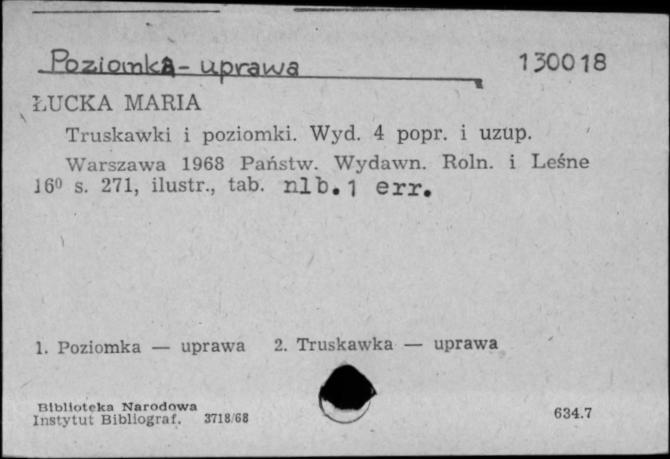 Poziomka - uprawa 130018
ŁUCKA MARIA
Truskawki i poziomki. Wyd. 4 popr. i uzup.
Warszawa 1968 Państw. Wydawn. Roln. i Leśne
16⁰ s. 271, ilustr., tab. nlb. 1 err.
1. Poziomka — uprawa 2. Truskawka — uprawa
Biblioteka Narodowa
Instytut Bibliograf. 3718/68 634.7